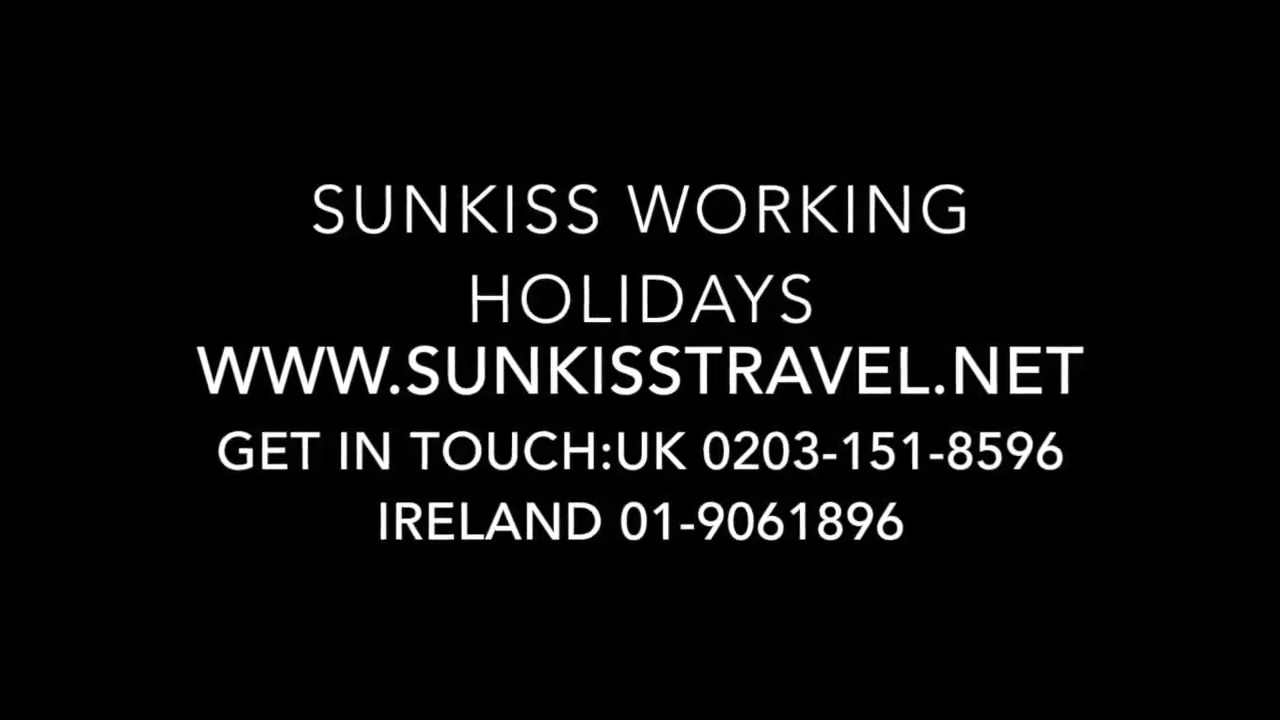 SUNKISS WORKING
HOLIDAYS
WWW.SUNKISSTRAVEL.NET
GET IN TOUCH:UK 0203-151-8596
IRELAND 01-9061896